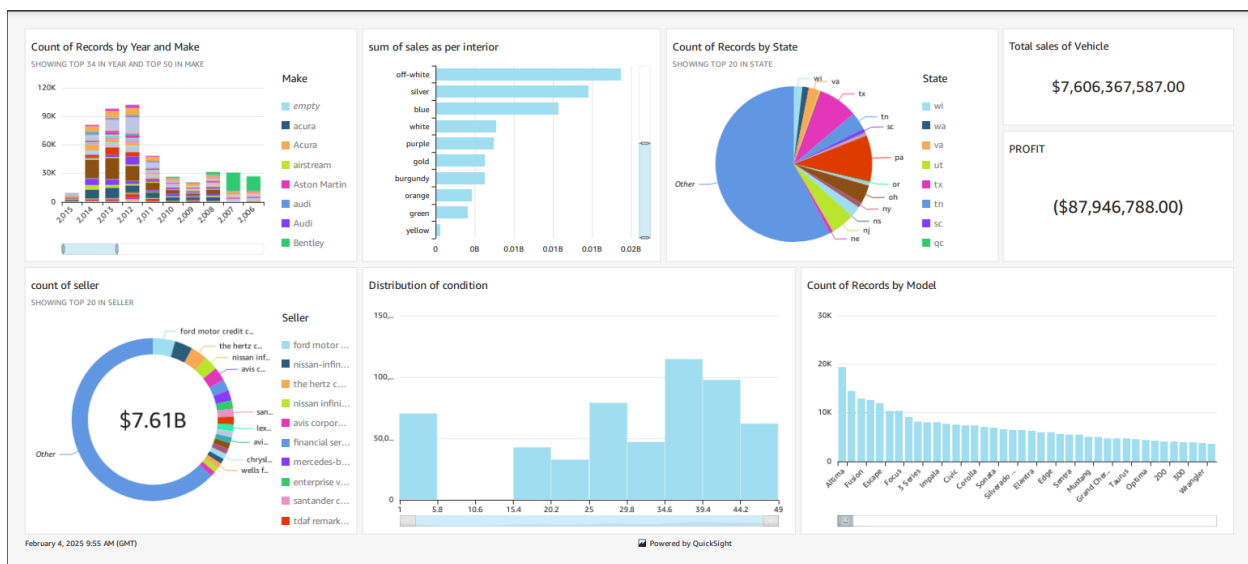 Count of Records by Year and Make
SHOWING TOP 34 IN YEAR AND TOP 50 IN MAKE
120K
90K
60K
30K
0
2,015
2,014
2,013
2,012
2,011
2,010
2,009
2,008
2,007
2,006
Make
empty
acura
Acura
airstream
Aston Martin
audi
Audi
Bentley
sum of sales as per interior
off-white
silver
blue
white
purple
gold
burgundy
orange
green
yellow
0
0B
0.01B
0.01B
0.01B
0.02B
Count of Records by State
SHOWING TOP 20 IN STATE
wi
va
tx
tn
sc
pa
or
oh
ny
ns
nj
ne
Other
State
wi
wa
va
ut
tx
tn
sc
qc
Total sales of Vehicle
$7,606,367,587.00
PROFIT
($87,946,788.00)
count of seller
SHOWING TOP 20 IN SELLER
ford motor credit c...
the hertz c...
nissan inf...
avis c...
san...
lex...
avi...
chrysl...
wells f...
Other
$7.61B
Seller
ford motor ...
nissan-infin...
the hertz c...
nissan infini...
avis corpor...
financial ser...
mercedes-b...
enterprise v...
santander c...
tdaf remark...
Distribution of condition
150,...
100,...
50,0...
0
1
5.8
10.6
15.4
20.2
25
29.8
34.6
39.4
44.2
49
Count of Records by Model
30K
20K
10K
0
Altima
Fusion
Escape
Focus
3 Series
Impala
Civic
Corolla
Sonata
Silverado ...
Elantra
Edge
Sentra
Mustang
Grand Cher...
Taurus
Optima
200
300
Wrangler
February 4, 2025 9:55 AM (GMT)
Powered by QuickSight